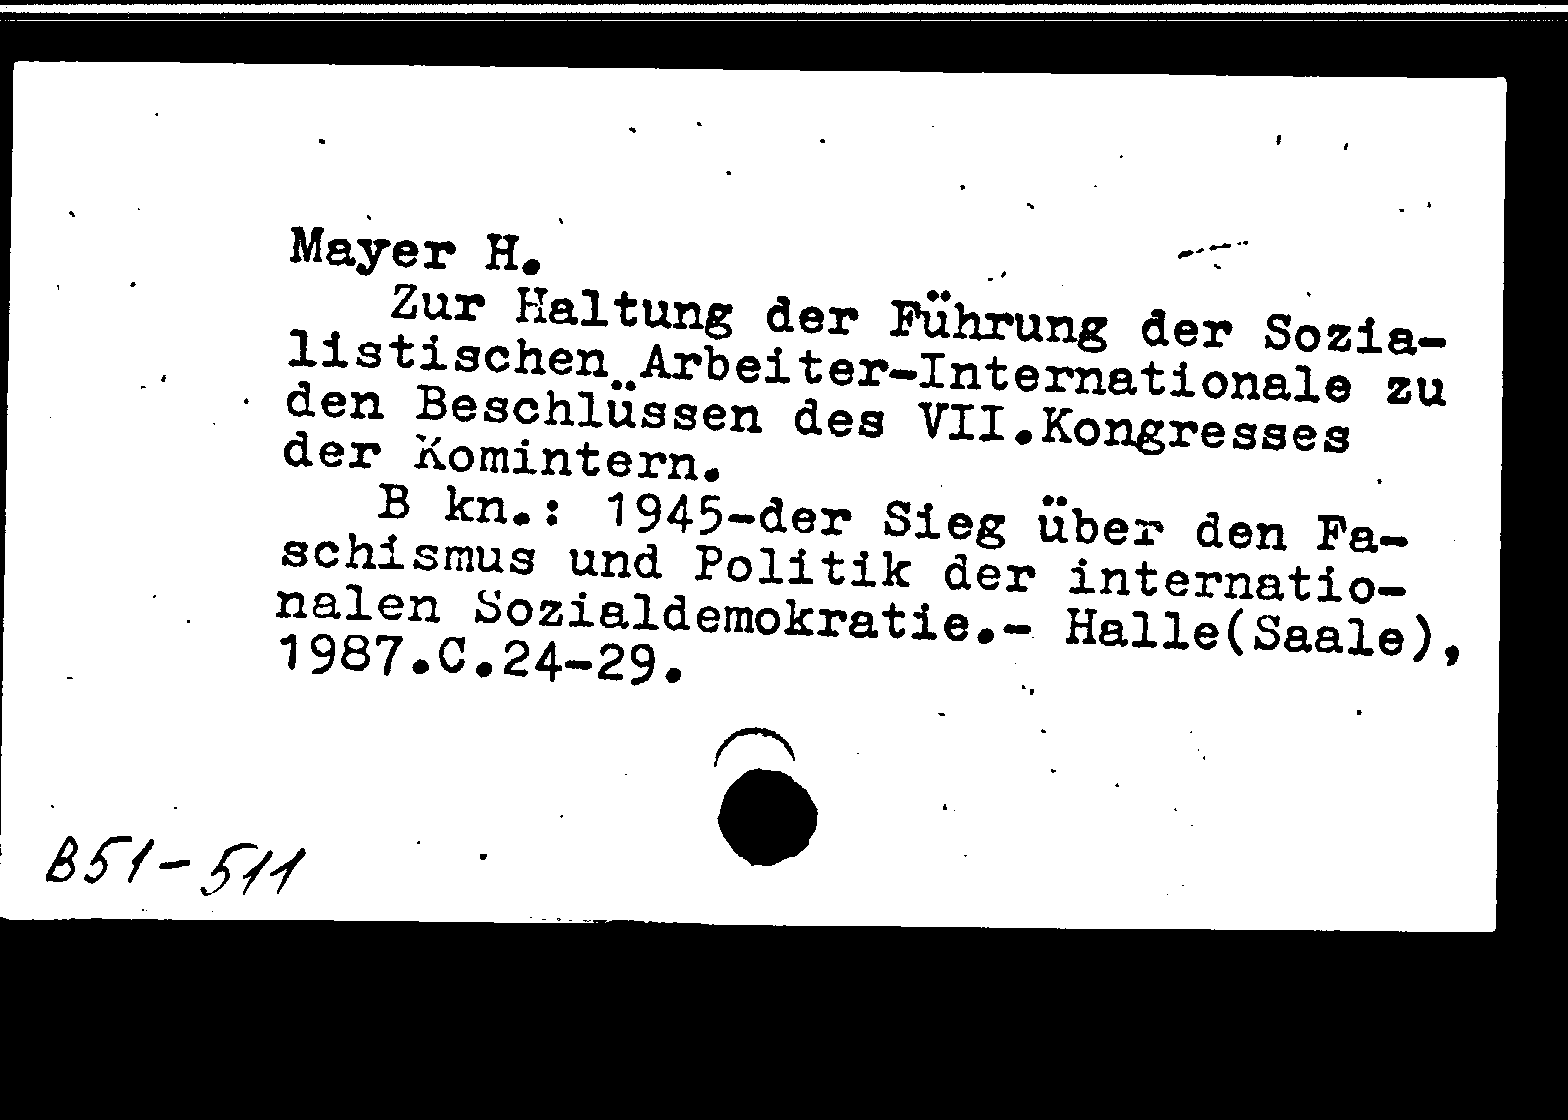 Mayer H.
Zur Haltung der Führung der Sozia-
listischen Arbeiter-Internationale zu
den Beschlüssen des VII.Kongresses
der Komintern.
B kn.: 1945-der Sieg über den Fa-
schismus und Politik der internatio-
nalen Sozialdemokratie.- Halle(Saale),
1987.C.24-29.
B51-511